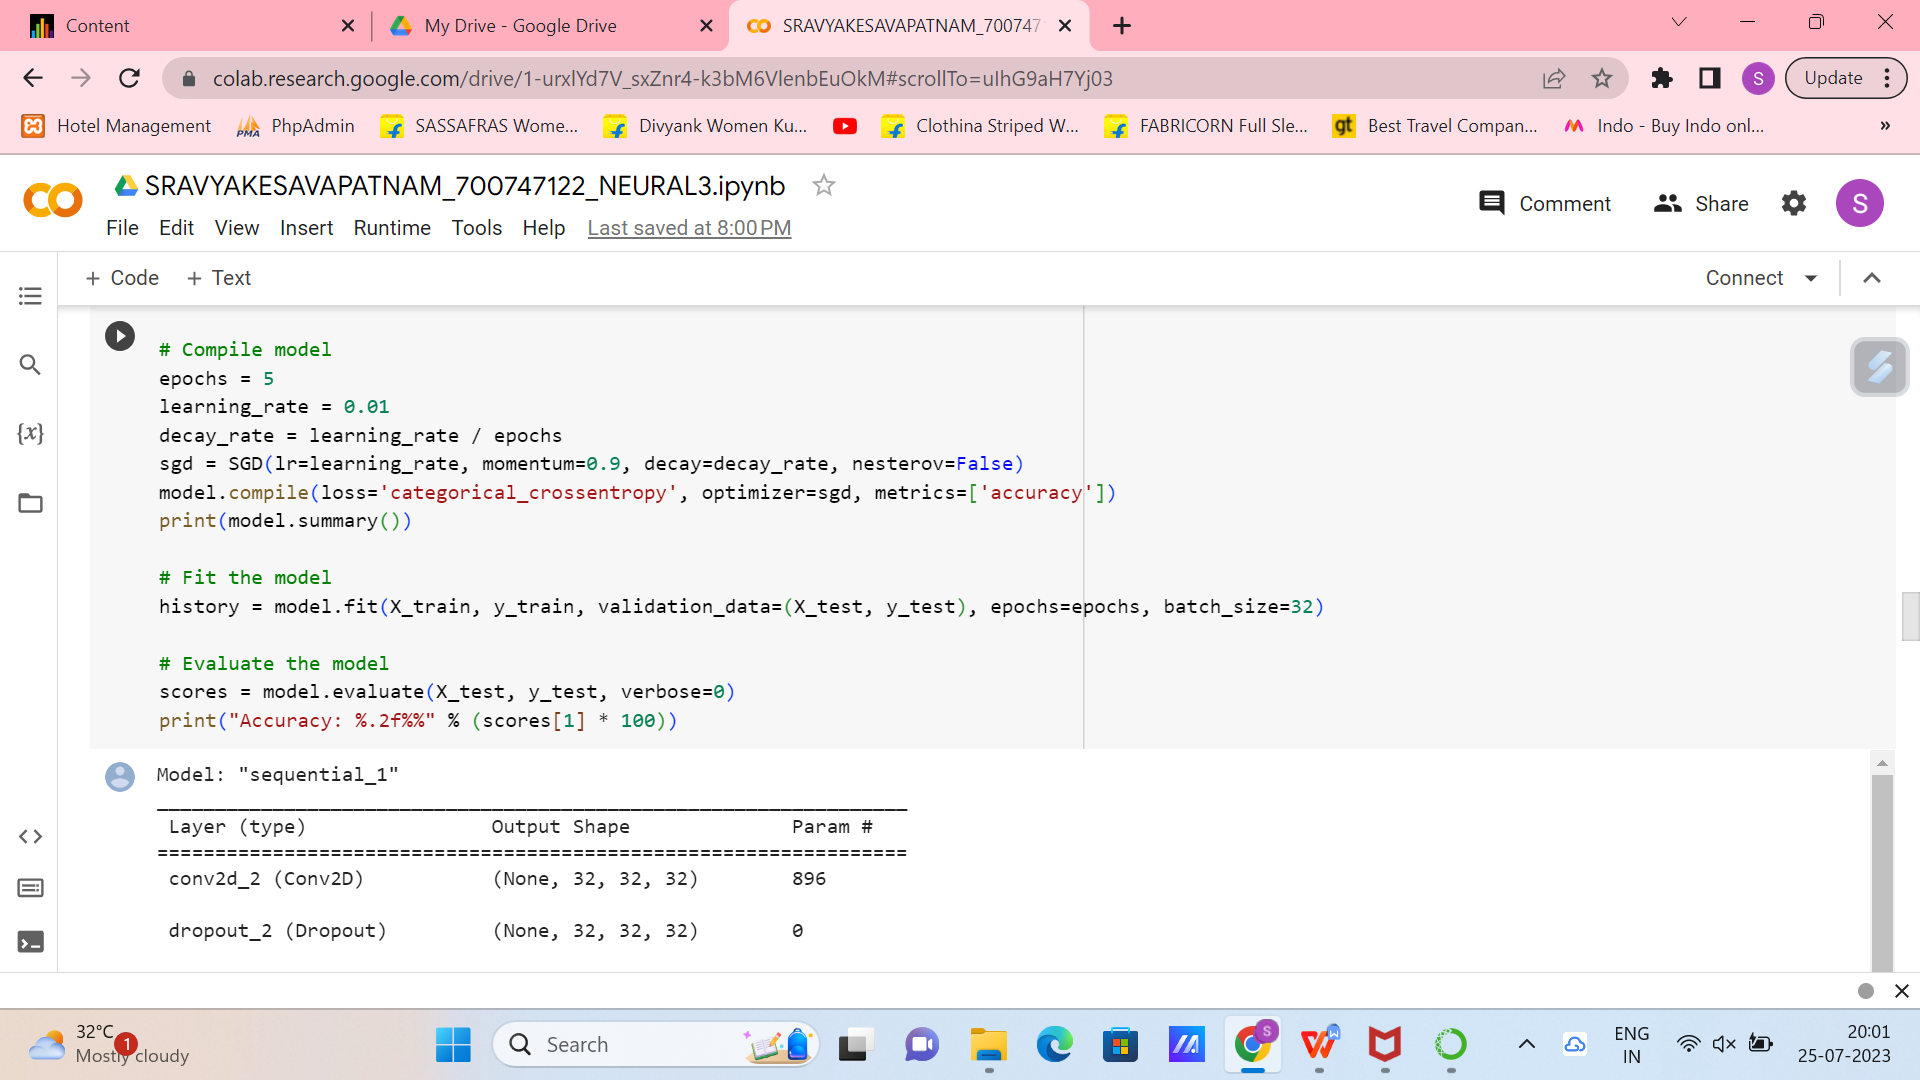 Content
My Drive - Google Drive
SRAVYAKESAVAPATNAM_700747
colab.research.google.com/drive/1-urxlYd7V_sxZnr4-k3bM6VlenbEuOkM#scrollTo=uIhG9aH7Yj03
S
Update
Hotel Management
PhpAdmin
SASSAFRAS Wome...
Divyank Women Ku...
Clothina Striped W...
FABRICORN Full Sle...
gt
Best Travel Compan...
Indo - Buy Indo onl...
»
SRAVYAKESAVAPATNAM_700747122_NEURAL3.ipynb
Comment
Share
S
File Edit View Insert Runtime Tools Help Last saved at 8:00 PM
+ Code + Text
Connect
{x}
# Compile model
epochs = 5
learning_rate = 0.01
decay_rate = learning_rate / epochs
sgd = SGD(lr=learning_rate, momentum=0.9, decay=decay_rate, nesterov=False)
model.compile(loss='categorical_crossentropy', optimizer=sgd, metrics=['accuracy'])
print(model.summary())
# Fit the model
history = model.fit(X_train, y_train, validation_data=(X_test, y_test), epochs=epochs, batch_size=32)
# Evaluate the model
scores = model.evaluate(X_test, y_test, verbose=0)
print("Accuracy: %.2f%%" % (scores[1] * 100))
Model: "sequential_1"
Layer (type) Output Shape Param #
=================================================================
conv2d_2 (Conv2D) (None, 32, 32, 32) 896
dropout_2 (Dropout) (None, 32, 32, 32) 0
32°C
1
Mostly cloudy
Search
S
W
ENG
IN
20:01
25-07-2023